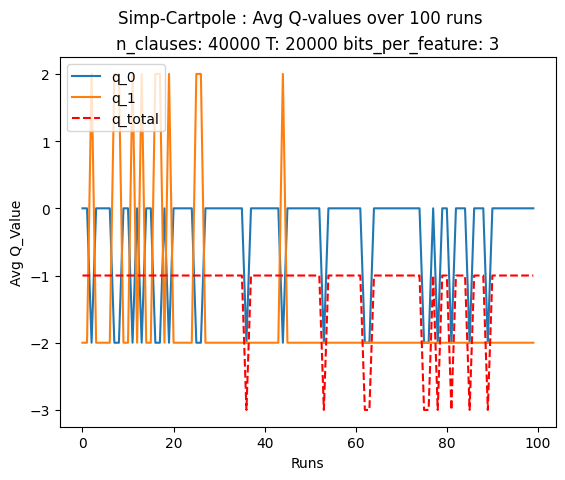 Simp-Cartpole : Avg Q-values over 100 runs
n_clauses: 40000 T: 20000 bits_per_feature: 3
q_0
q_1
q_total
2
1
0
−1
−2
−3
Avg Q_Value
0 20 40 60 80 100
Runs